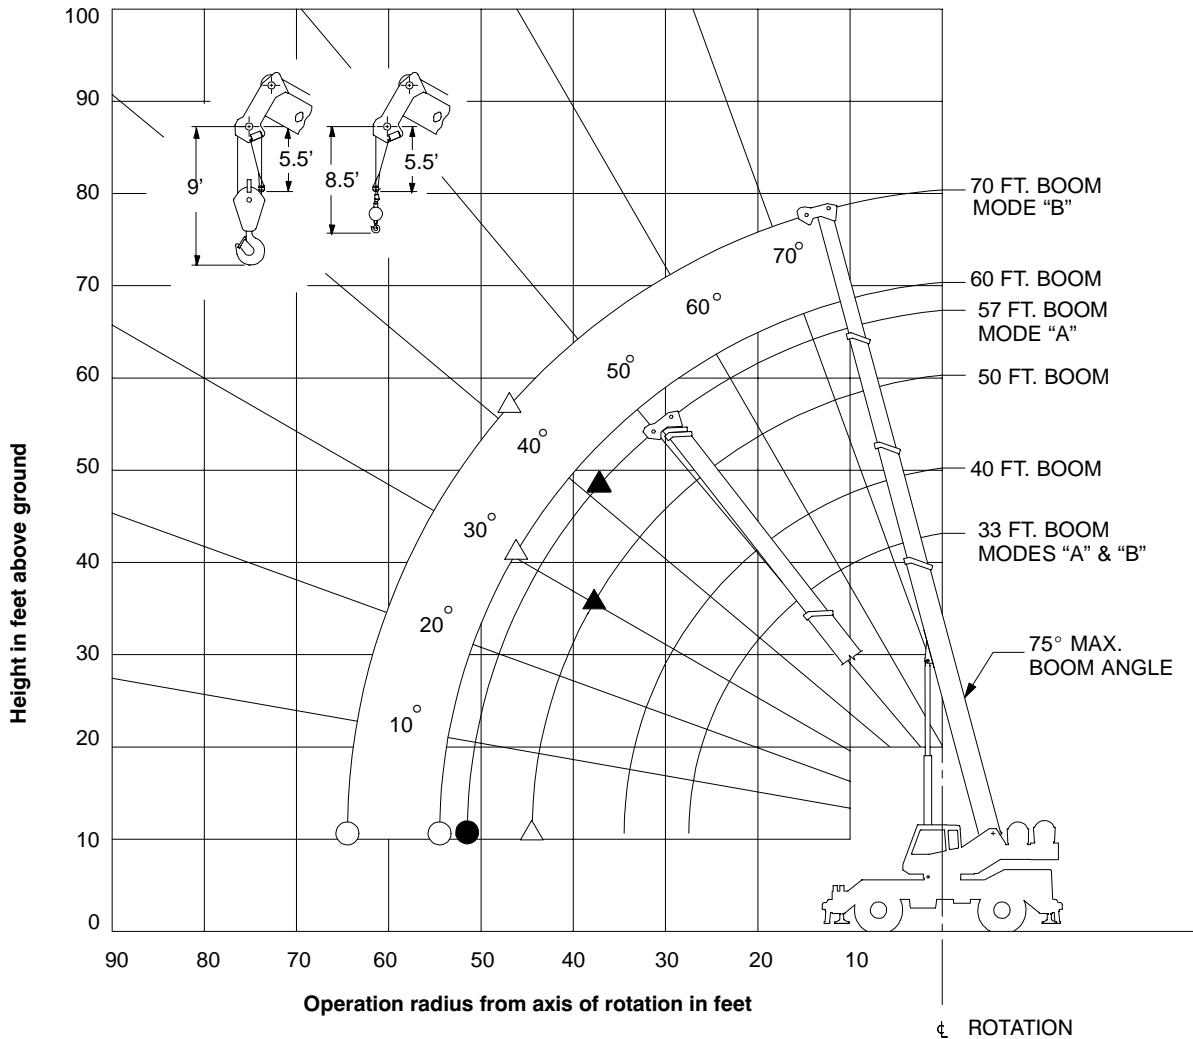 Height in feet above ground
100
90
80
70
60
50
40
30
20
10
0
9’
5.5’
8.5’
5.5’
70°
60°
50°
40°
30°
20°
10°
70 FT. BOOM
MODE “B”
60 FT. BOOM
57 FT. BOOM
MODE “A”
50 FT. BOOM
40 FT. BOOM
33 FT. BOOM
MODES “A” & “B”
75° MAX.
BOOM ANGLE
90 80 70 60 50 40 30 20 10
Operation radius from axis of rotation in feet
℄ ROTATION